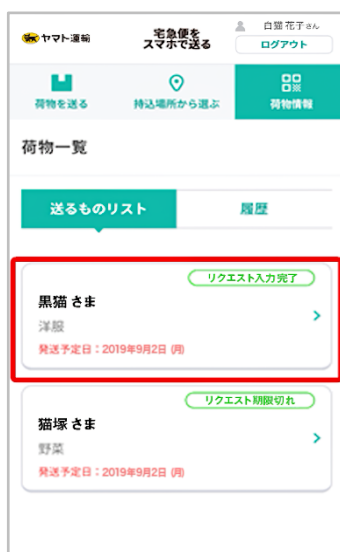 ヤマト運輸
宅急便を
スマホで送る
白猫 花子さん
ログアウト
荷物を送る
持込場所から選ぶ
荷物情報
荷物一覧
送るものリスト
履歴
リクエスト入力完了
黒猫 さま
洋服
発送予定日:2019年9月2日 (月)
リクエスト期限切れ
猫塚 さま
野菜
発送予定日:2019年9月2日 (月)